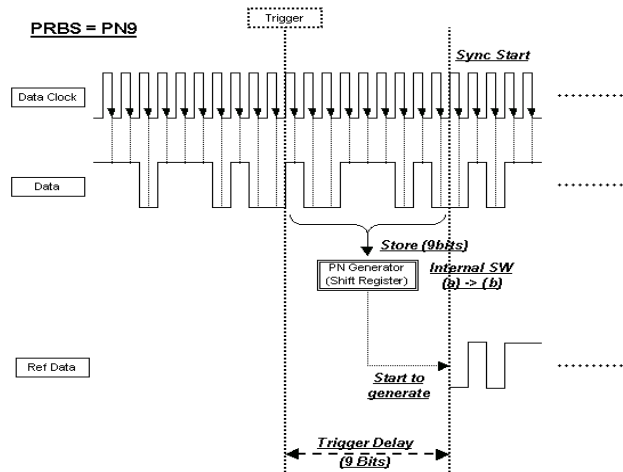 Trigger
PRBS = PN9
Sync Start
Data Clock
Data
Store (9bits)
PN Generator
(Shift Register)
Internal SW
(a) -> (b)
Ref Data
Start to
generate
Trigger Delay
(9 Bits)